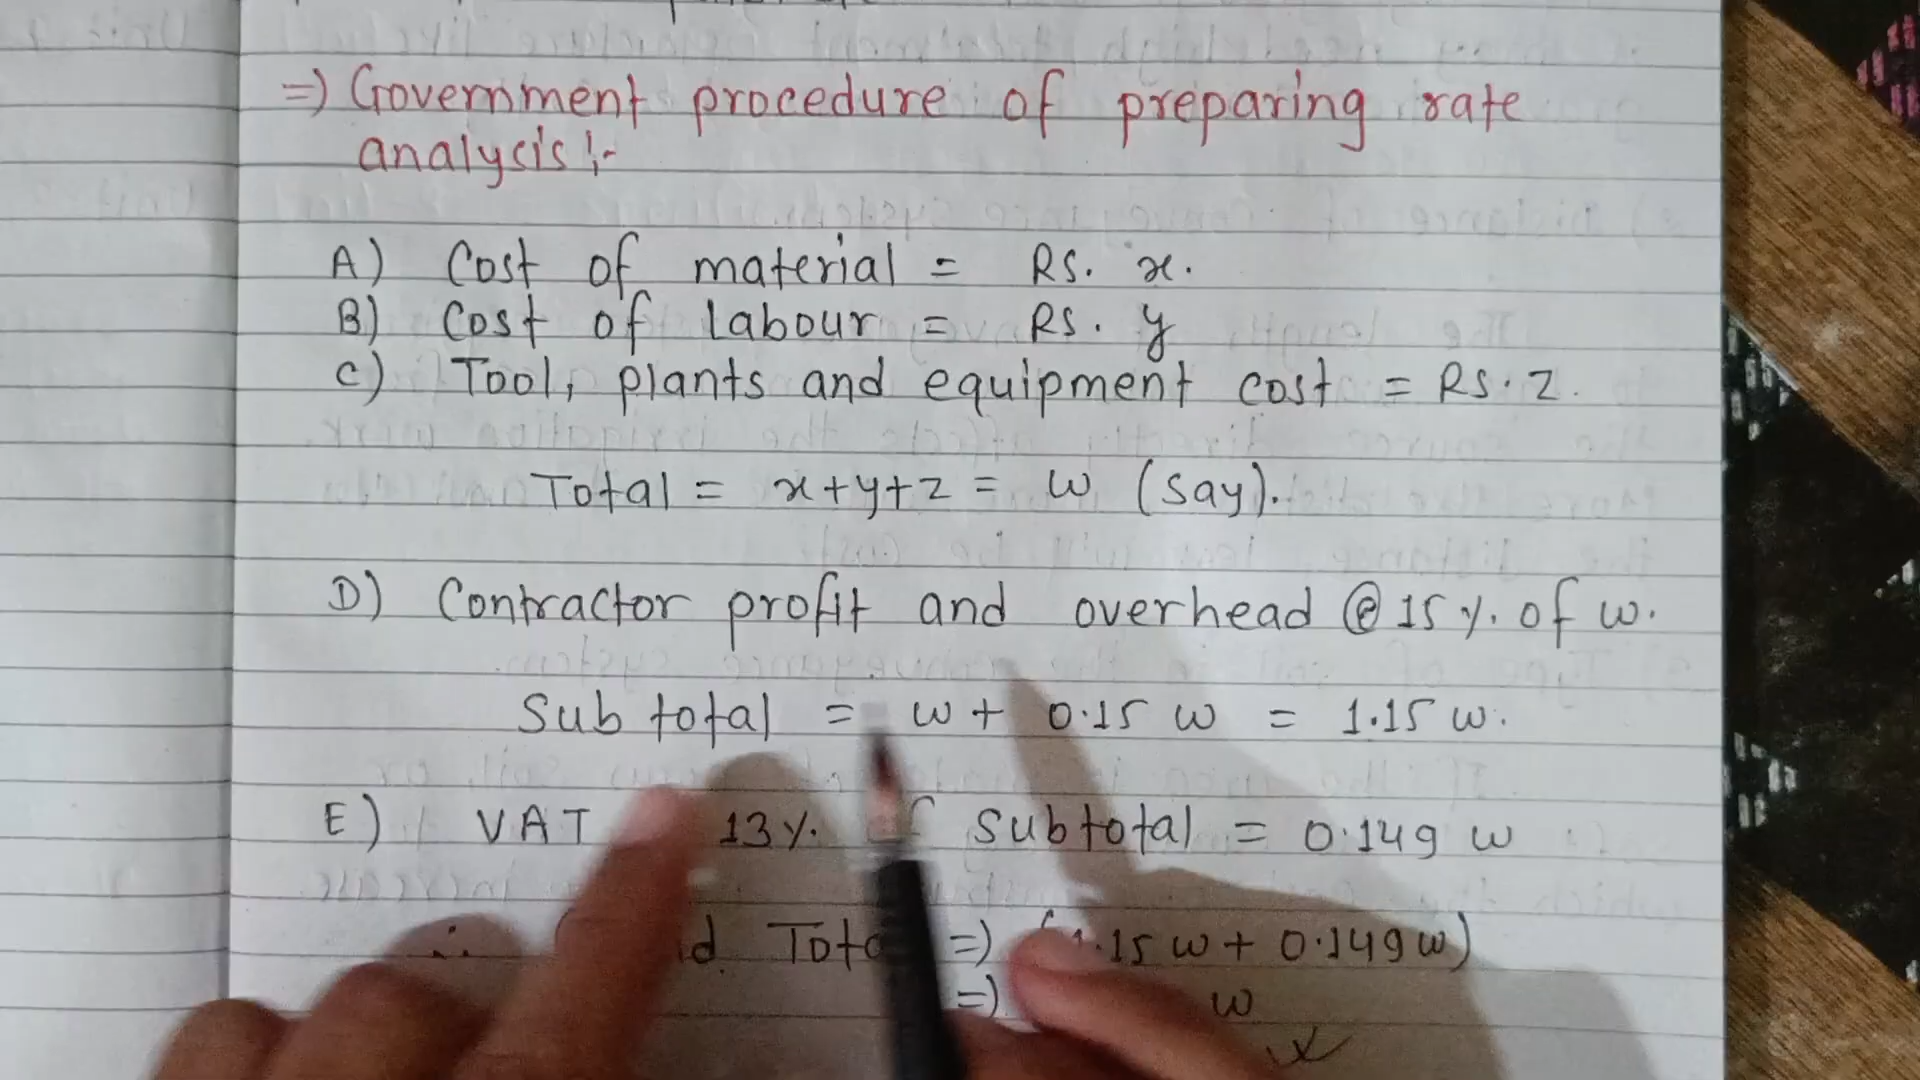 =) Government procedure of preparing rate
analysis :-
A) Cost of material = Rs. x.
B) Cost of labour = Rs. y
C) Tool, plants and equipment cost = Rs. z.
Total = x+y+z = w (say).
D) Contractor profit and overhead @ 15 %. of w.
Sub total = w + 0.15 w = 1.15 w.
E) VAT 13 %. subtotal = 0.149 w
∴ Total =) (1.15 w + 0.149 w)
=) w